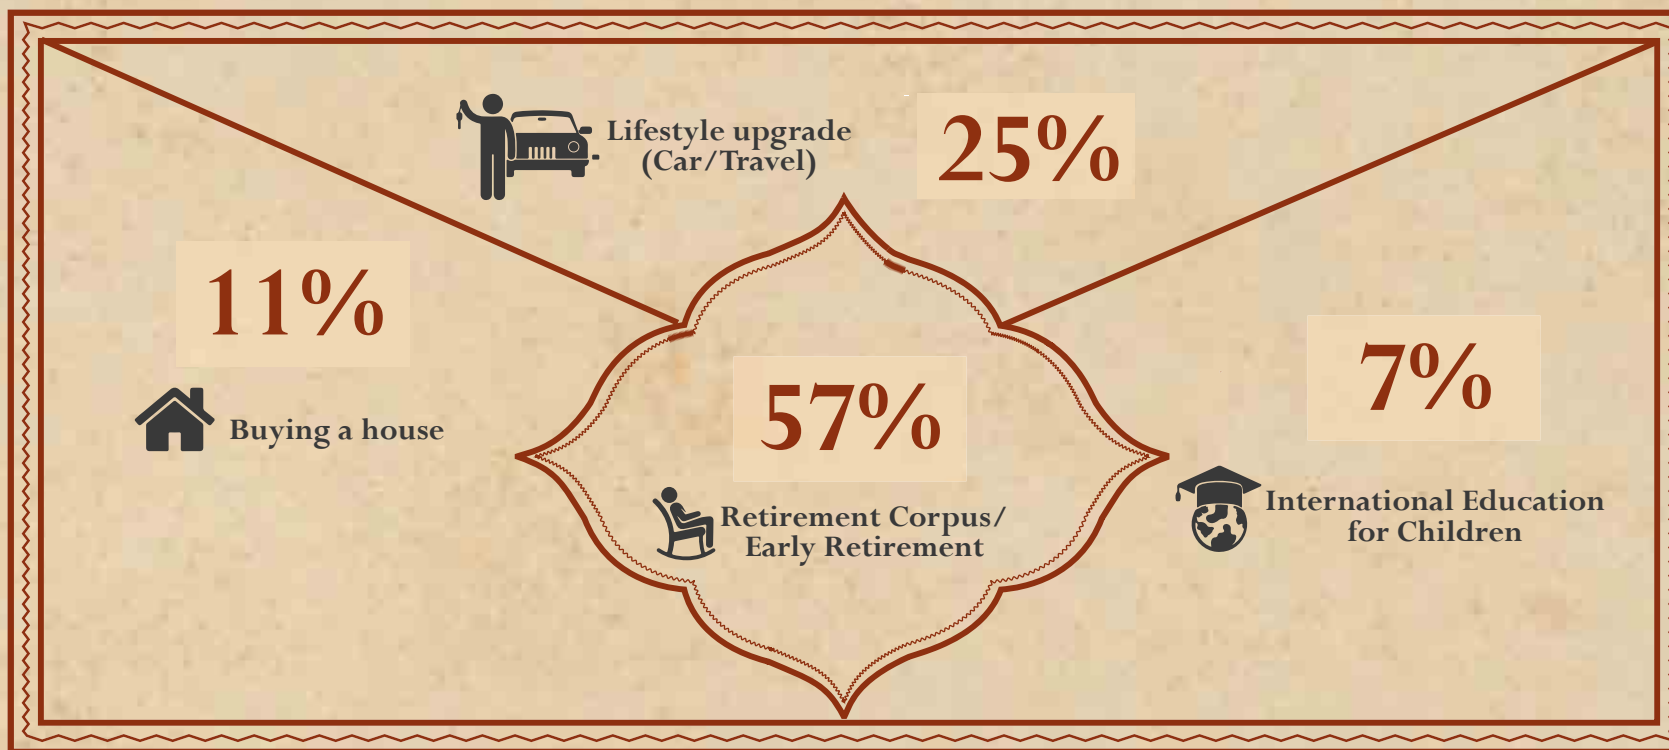 Lifestyle upgrade
(Car/Travel)
25%
11%
Buying a house
57%
Retirement Corpus/
Early Retirement
7%
International Education
for Children